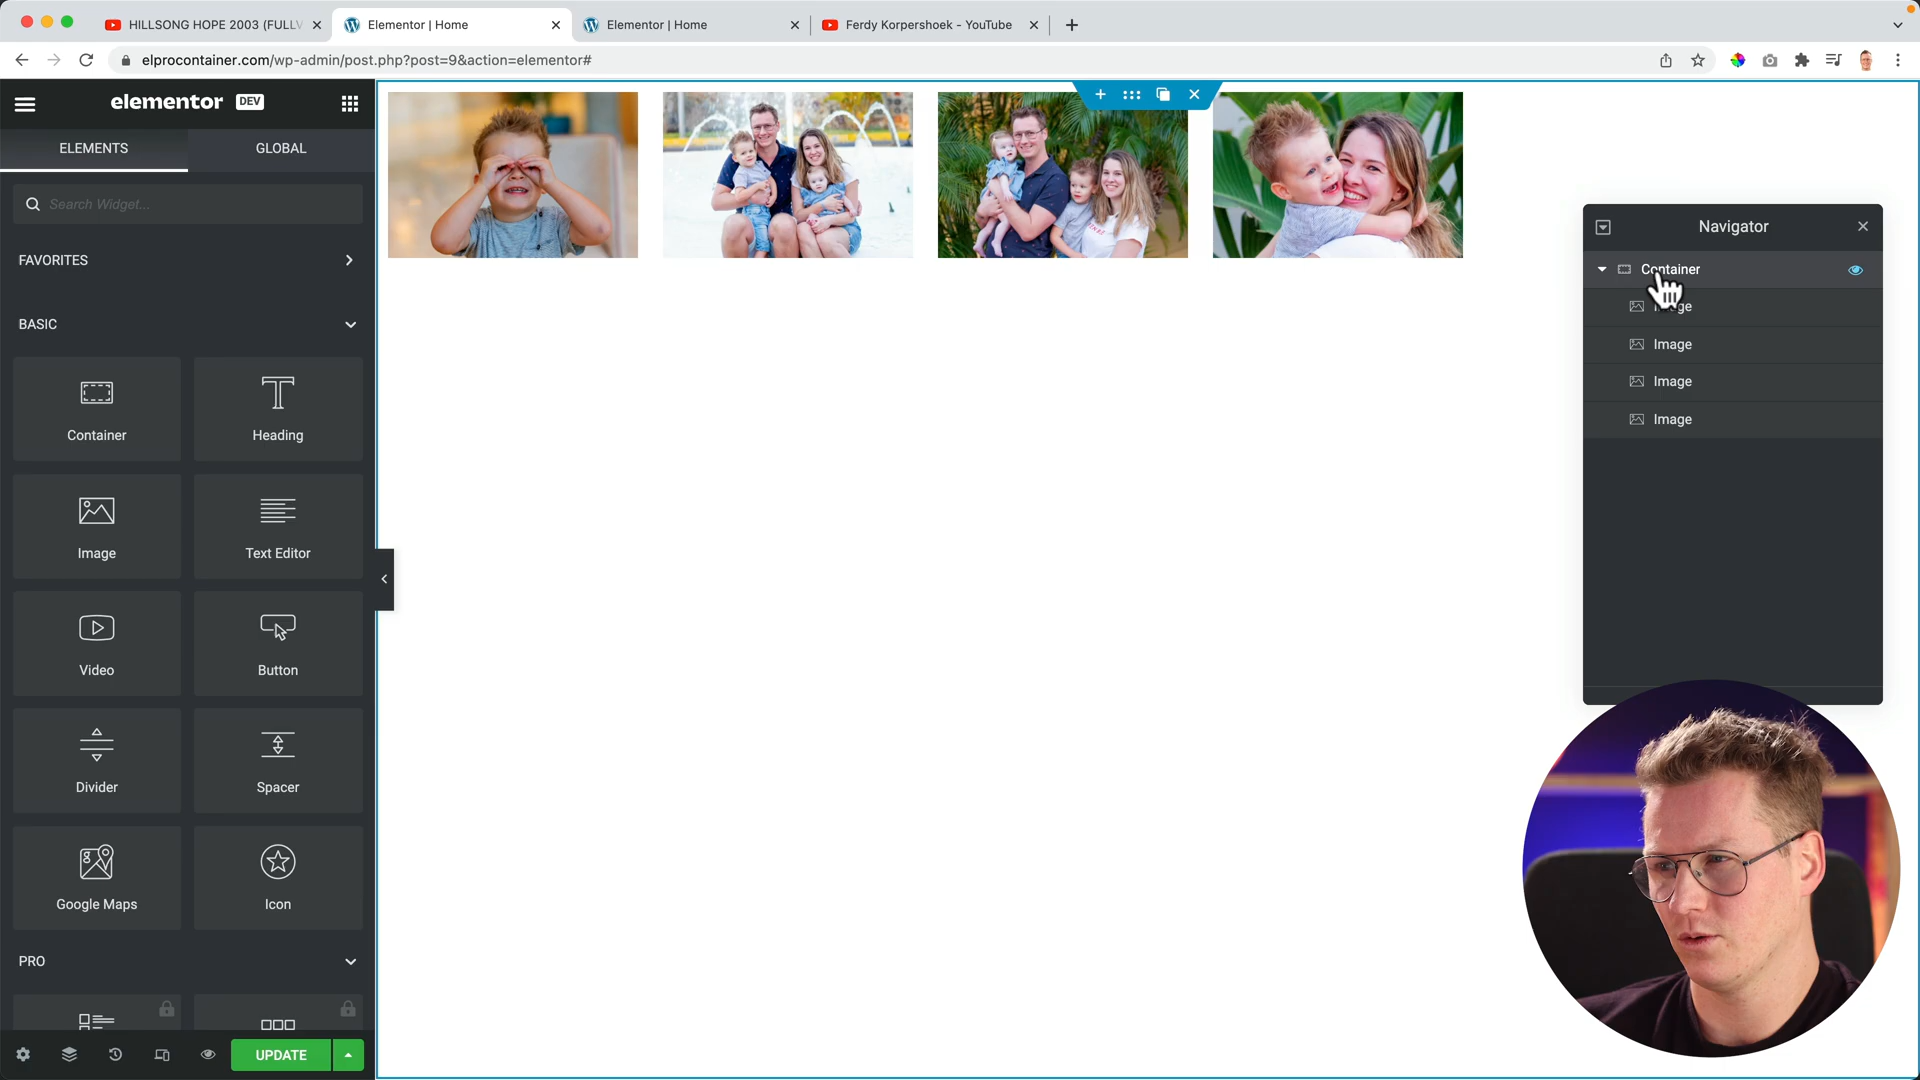 HILLSONG HOPE 2003 (FULLV
Elementor | Home
Elementor | Home
Ferdy Korpershoek - YouTube
elprocontainer.com/wp-admin/post.php?post=9&action=elementor#
elementor DEV
ELEMENTS
GLOBAL
Search Widget...
FAVORITES
BASIC
Container
Heading
Image
Text Editor
Video
Button
Divider
Spacer
Google Maps
Icon
PRO
UPDATE
Navigator
Container
Image
Image
Image